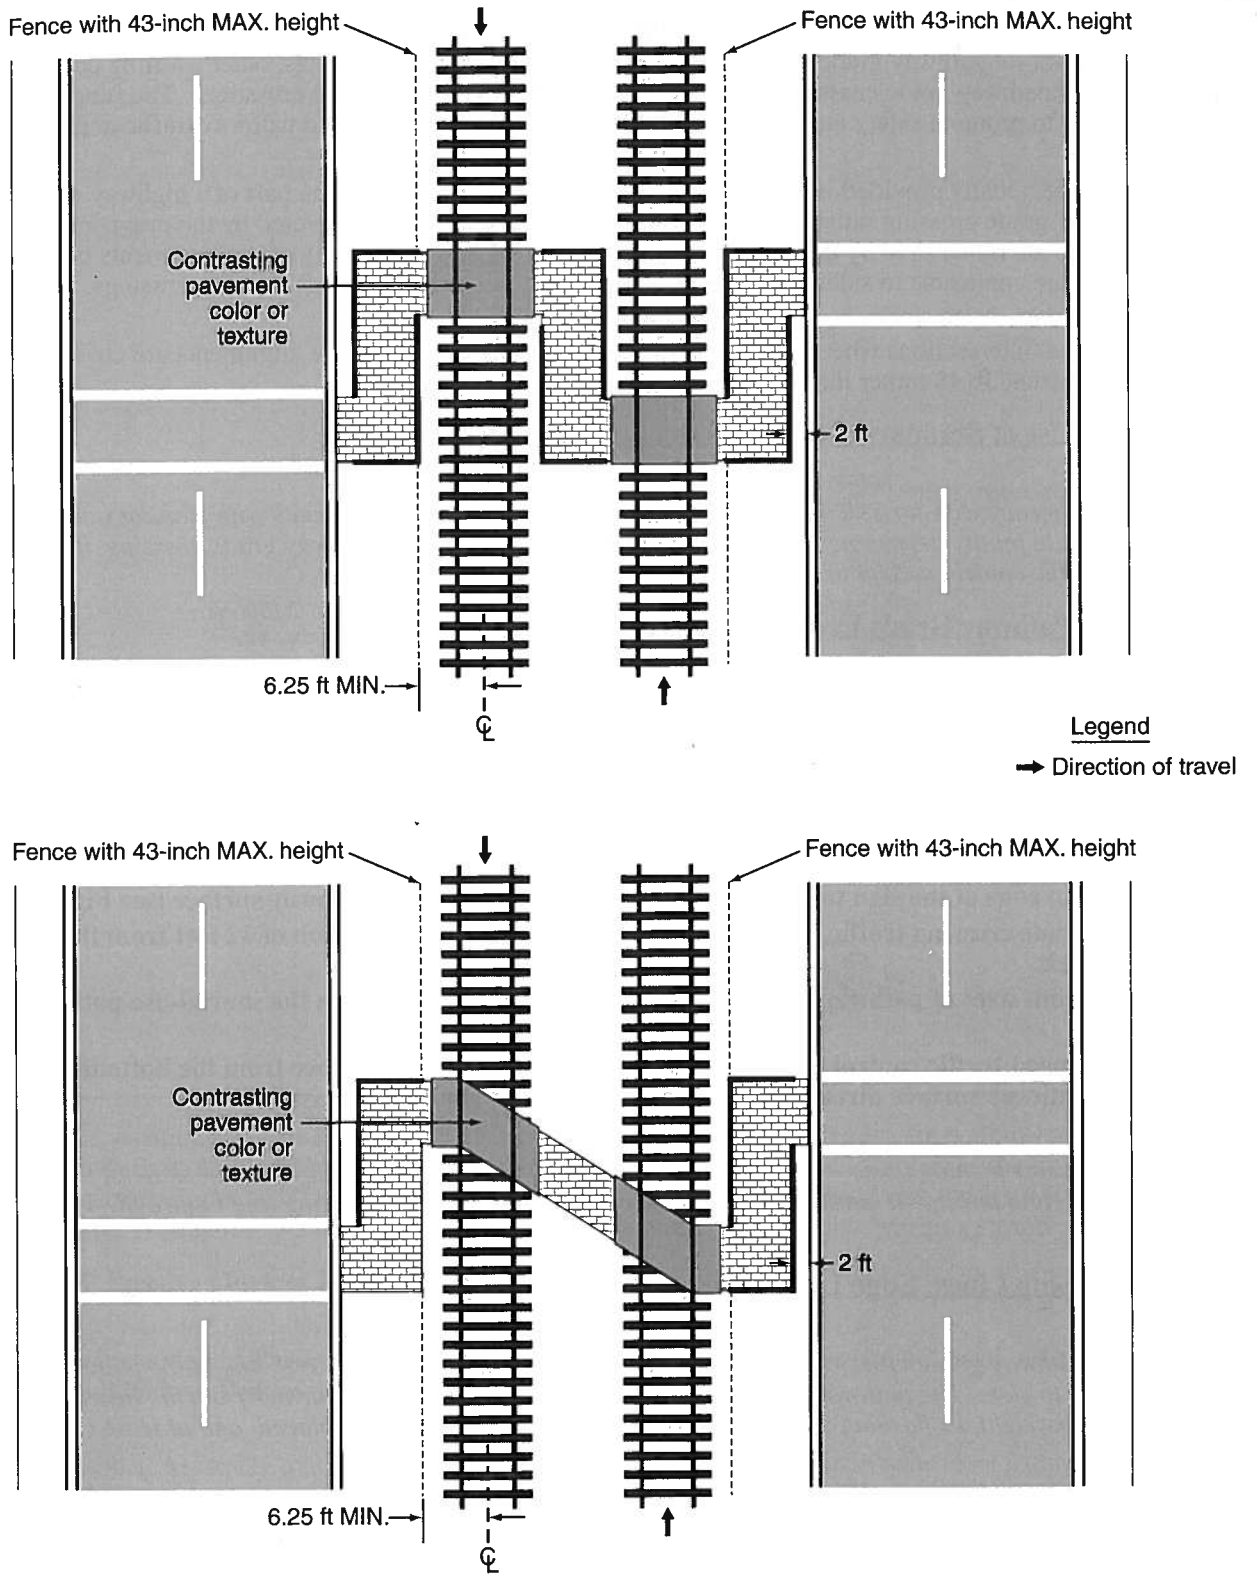 Fence with 43-inch MAX. height
Fence with 43-inch MAX. height
Contrasting
pavement
color or
texture
2 ft
6.25 ft MIN.
℄
Legend
Direction of travel
Fence with 43-inch MAX. height
Fence with 43-inch MAX. height
Contrasting
pavement
color or
texture
2 ft
6.25 ft MIN.
℄